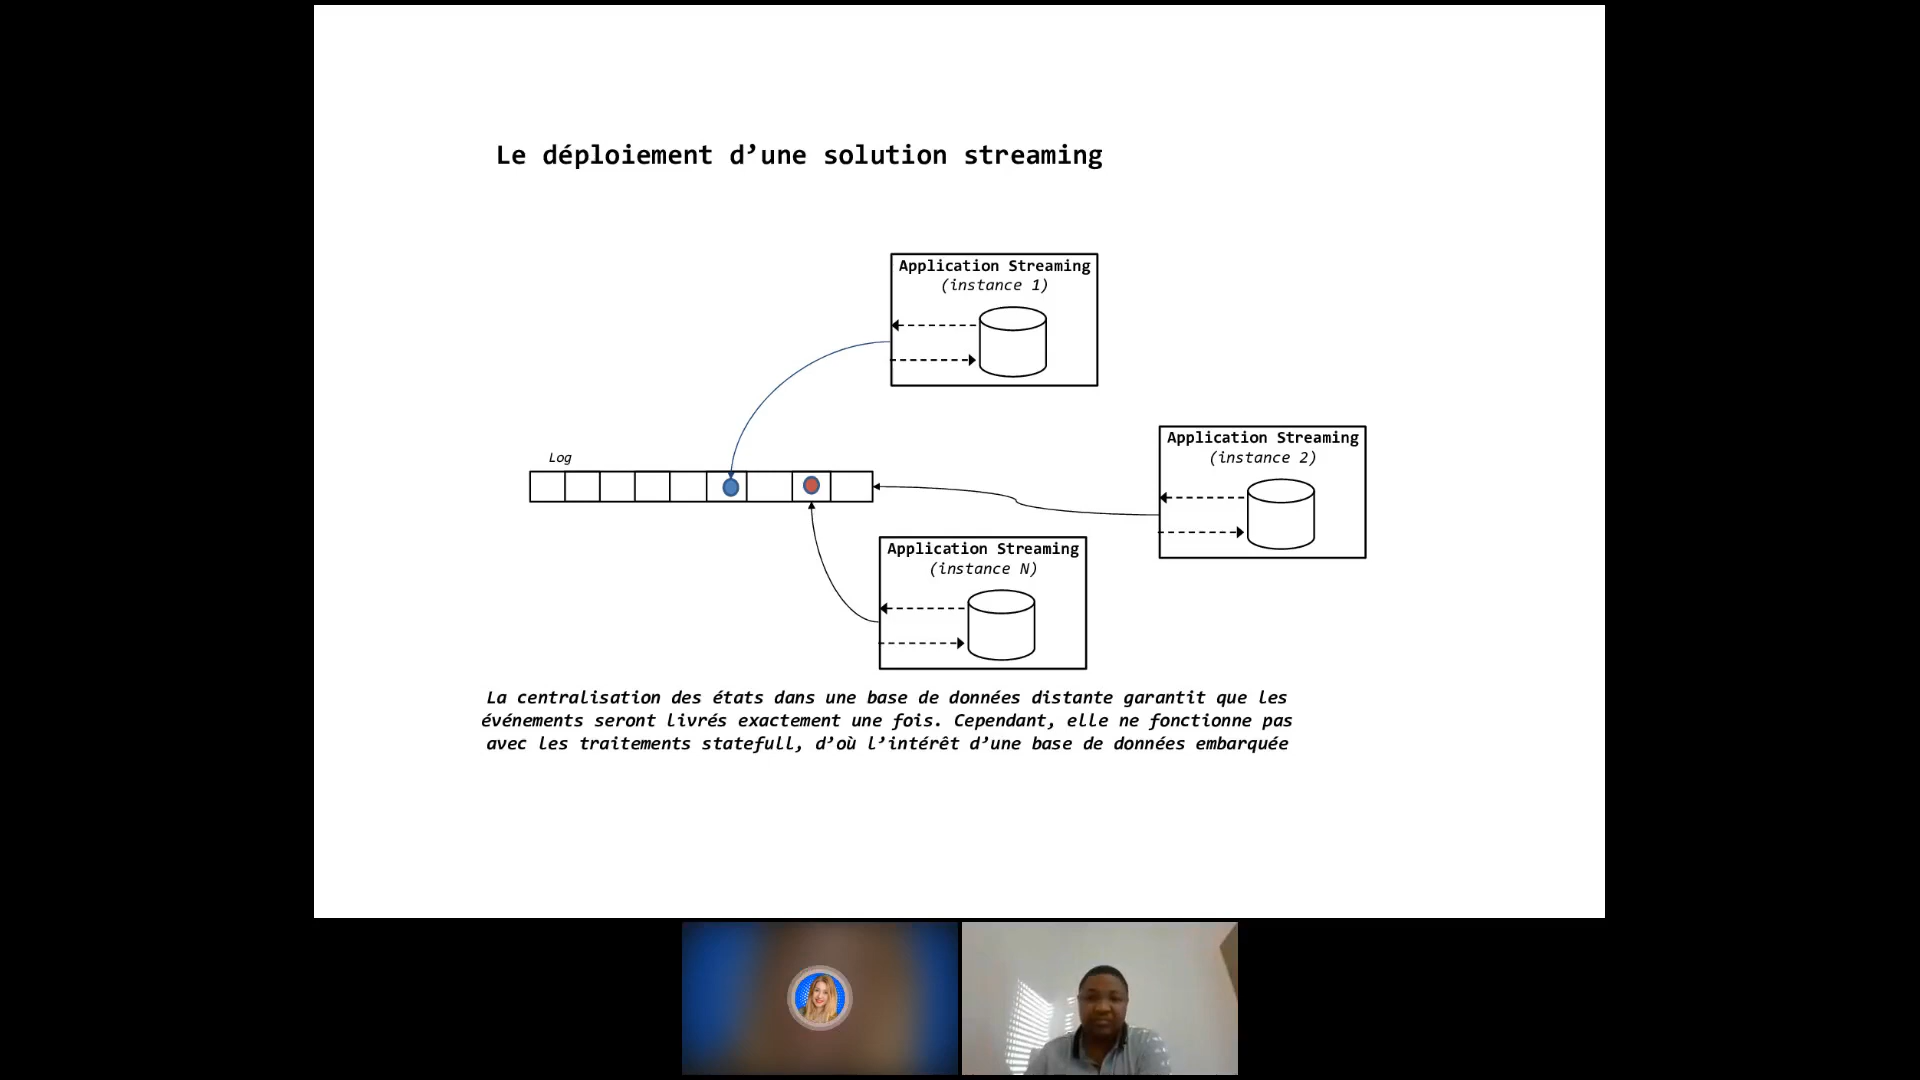 Le déploiement d’une solution streaming
Application Streaming
(instance 1)
Log
Application Streaming
(instance 2)
Application Streaming
(instance N)
La centralisation des états dans une base de données distante garantit que les
événements seront livrés exactement une fois. Cependant, elle ne fonctionne pas
avec les traitements statefull, d’où l’intérêt d’une base de données embarquée